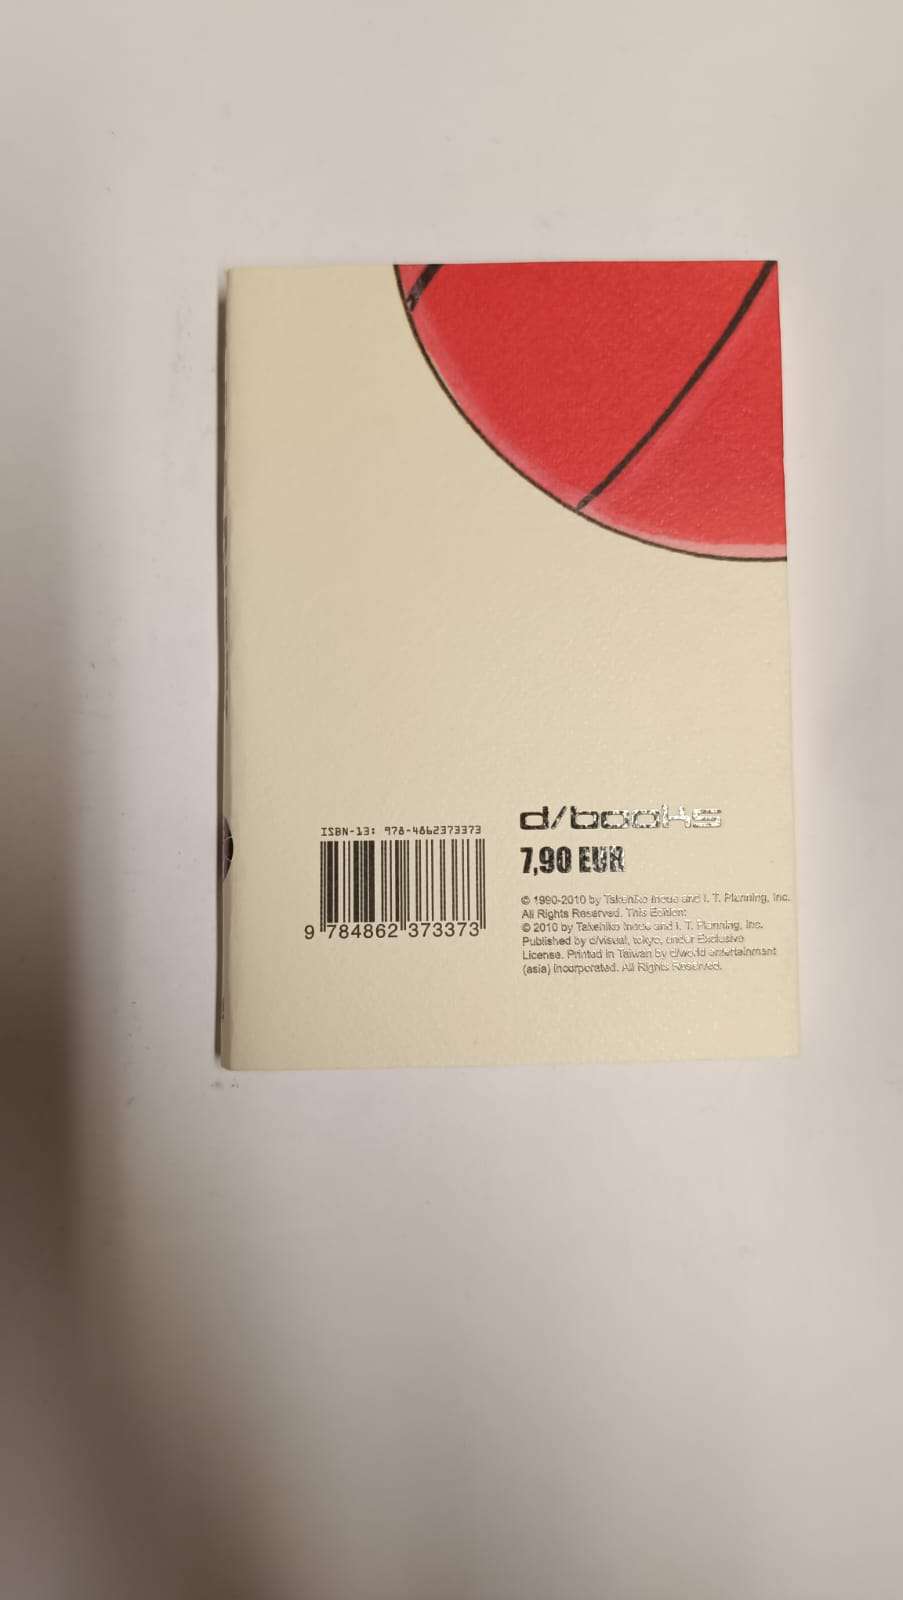 ISBN-13: 978-4862373373
9 784862 373373
d/books
7,90 EUR
© 1990-2010 by Takehiko Inoue and I. T. Planning, Inc.
All Rights Reserved. This Edition:
© 2010 by Takehiko Inoue and I. T. Planning, Inc.
Published by d/visual, tokyo, under Exclusive
License. Printed in Taiwan by d/world entertainment
(asia) Incorporated. All Rights Reserved.